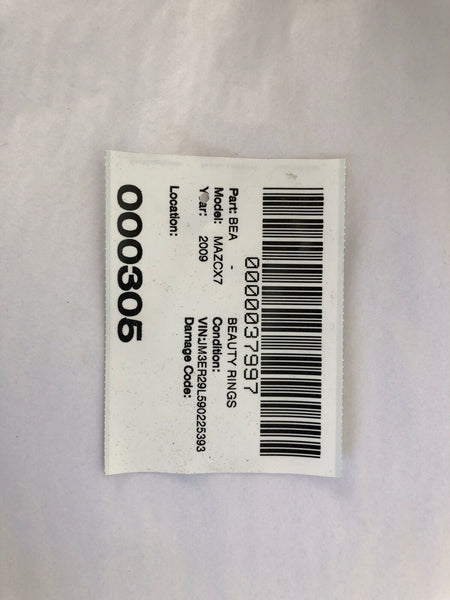 0000037997
Part: BEA - BEAUTY RINGS
Model: MAZCX7 Condition:
Year: 2009 VIN:JM3ER29L590225393
Damage Code:
Location:
000305